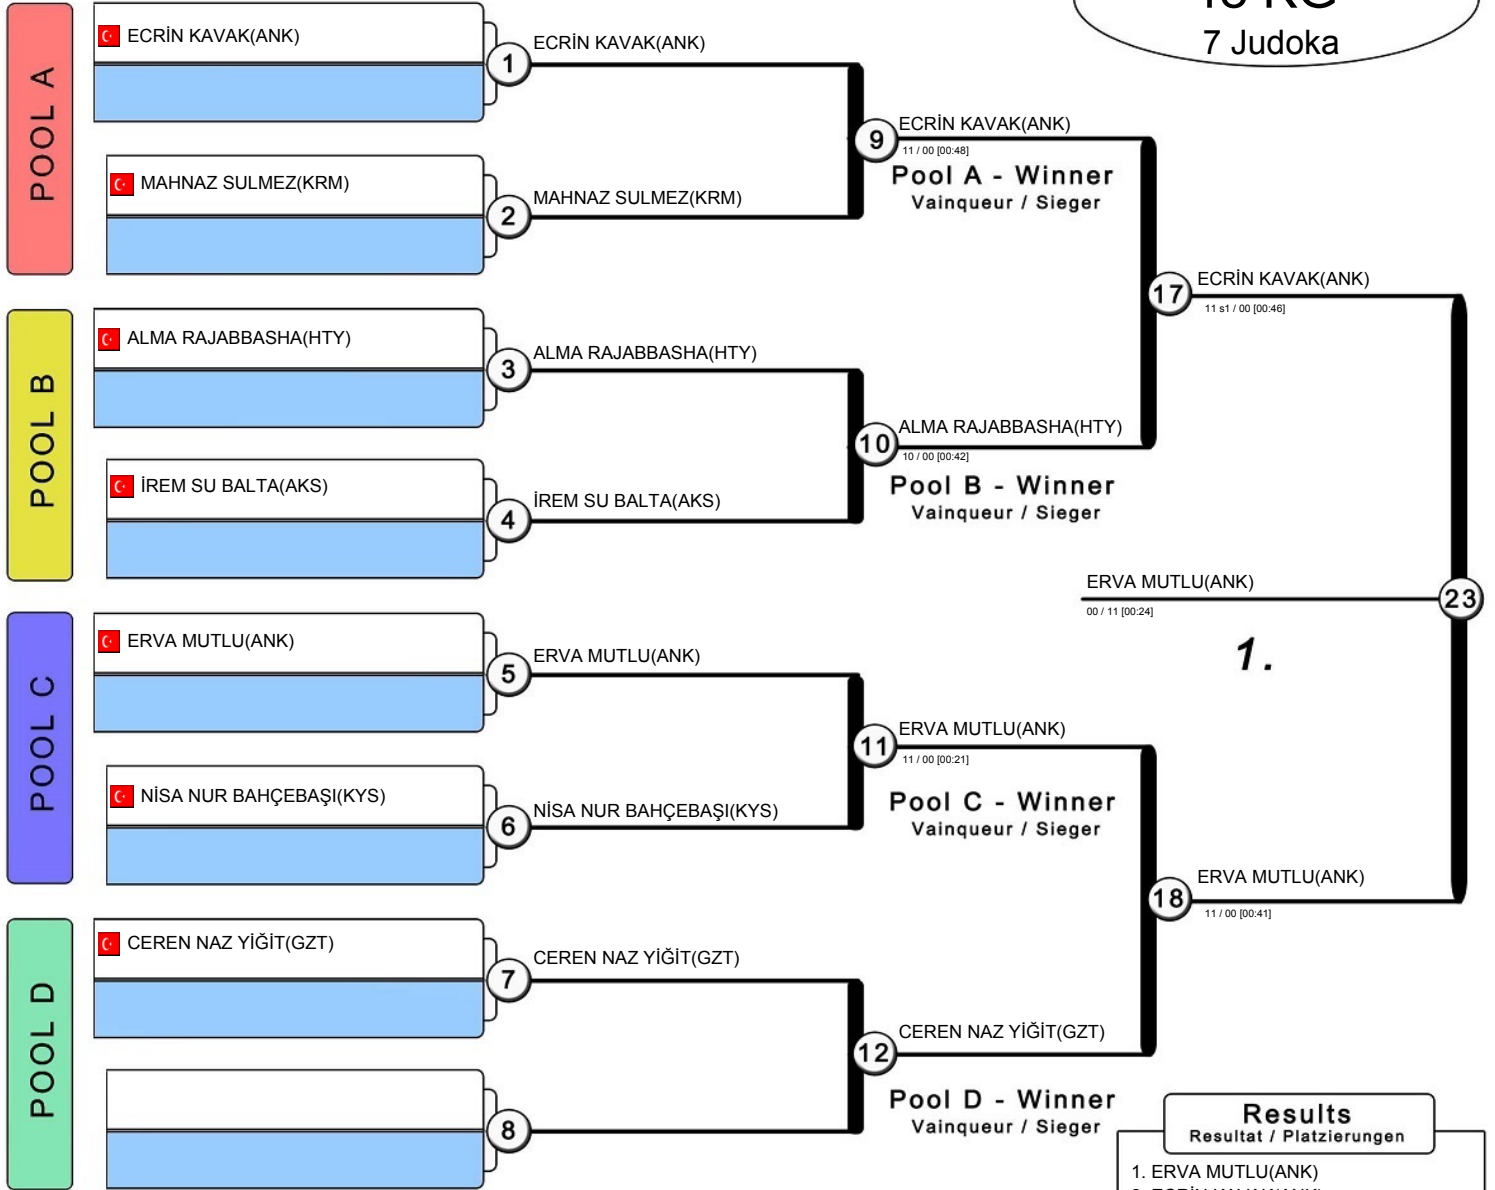 7 Judoka
POOL A
ECRİN KAVAK(ANK)
1
ECRİN KAVAK(ANK)
MAHNAZ SULMEZ(KRM)
2
MAHNAZ SULMEZ(KRM)
9
ECRİN KAVAK(ANK)
11 / 00 [00:48]
Pool A - Winner
Vainqueur / Sieger
POOL B
ALMA RAJABBASHA(HTY)
3
ALMA RAJABBASHA(HTY)
İREM SU BALTA(AKS)
4
İREM SU BALTA(AKS)
10
ALMA RAJABBASHA(HTY)
10 / 00 [00:42]
Pool B - Winner
Vainqueur / Sieger
17
ECRİN KAVAK(ANK)
11 s1 / 00 [00:46]
POOL C
ERVA MUTLU(ANK)
5
ERVA MUTLU(ANK)
NİSA NUR BAHÇEBAŞI(KYS)
6
NİSA NUR BAHÇEBAŞI(KYS)
11
ERVA MUTLU(ANK)
11 / 00 [00:21]
Pool C - Winner
Vainqueur / Sieger
POOL D
CEREN NAZ YİĞİT(GZT)
7
CEREN NAZ YİĞİT(GZT)
8
12
CEREN NAZ YİĞİT(GZT)
Pool D - Winner
Vainqueur / Sieger
18
ERVA MUTLU(ANK)
11 / 00 [00:41]
ERVA MUTLU(ANK)
23
00 / 11 [00:24]
1.
Results
Resultat / Platzierungen
1. ERVA MUTLU(ANK)